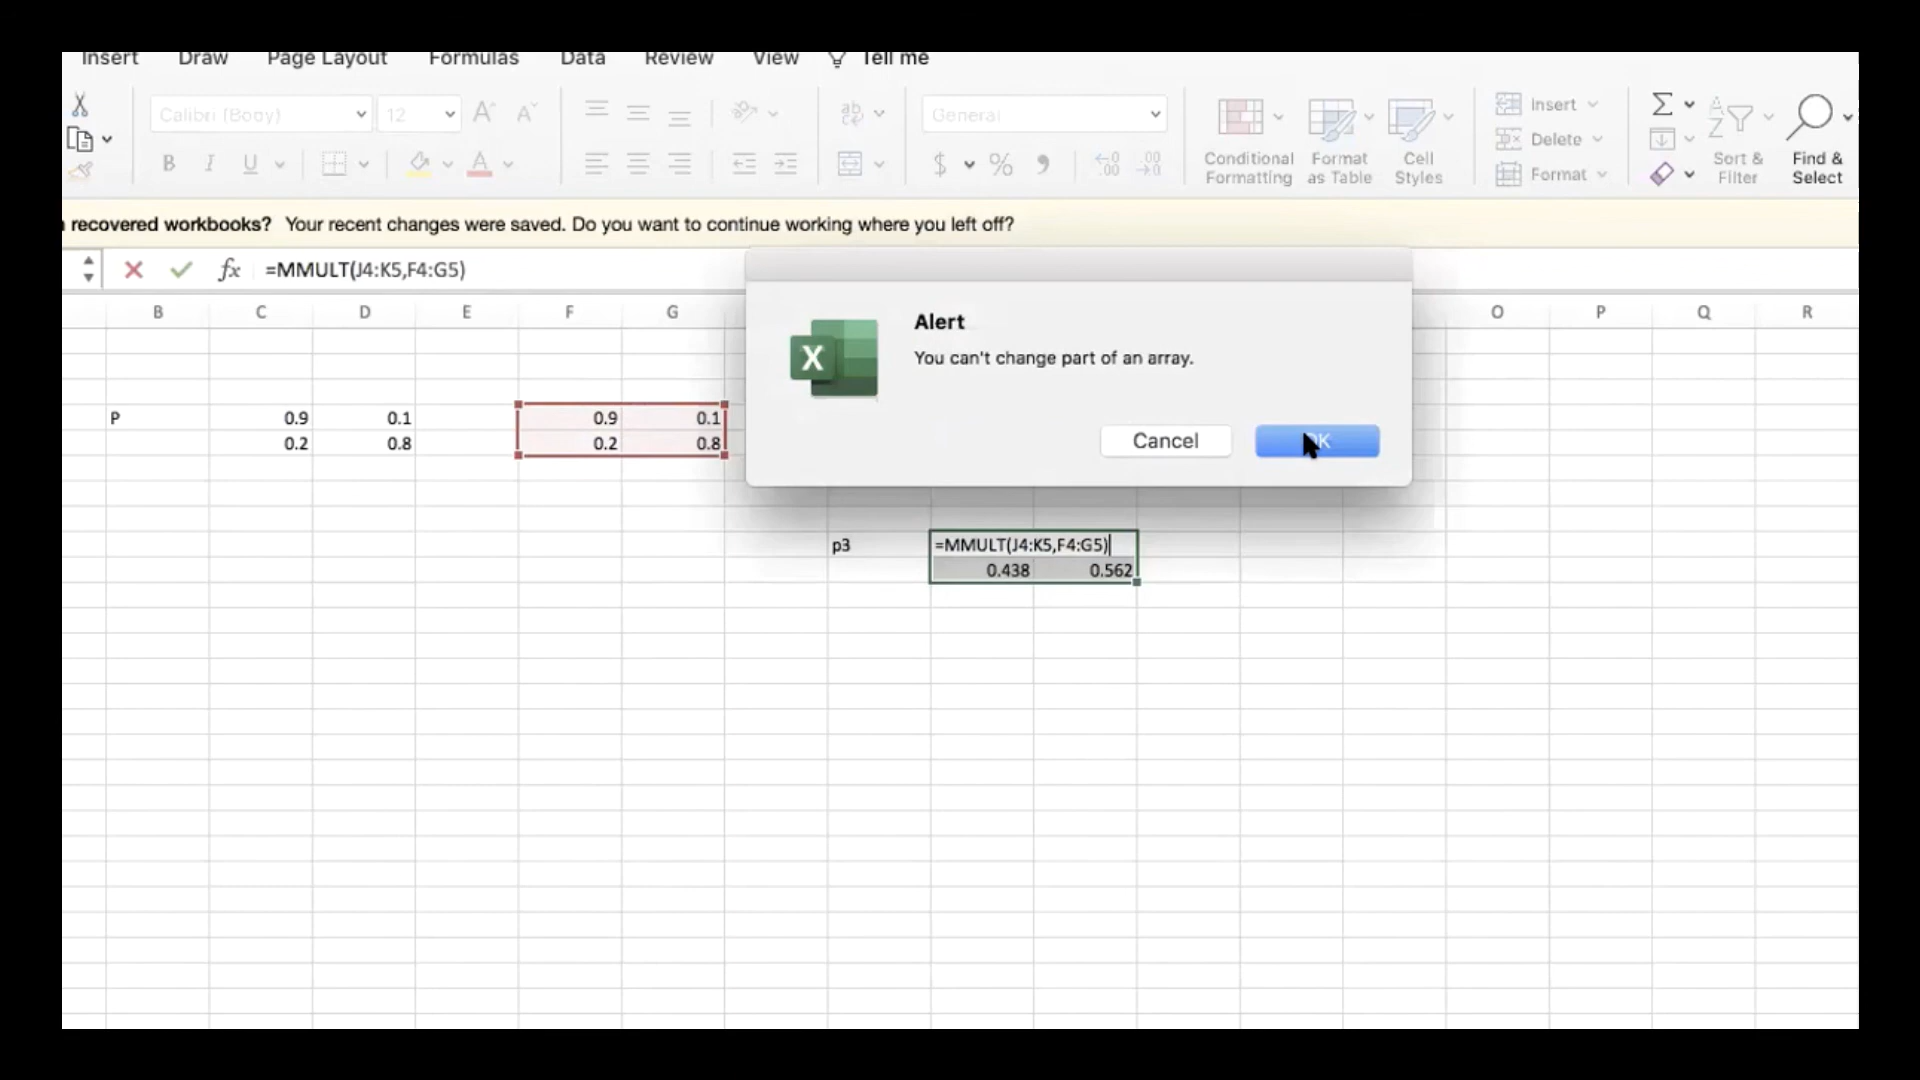 Insert Draw Page Layout Formulas Data Review View Tell me
Calibri (Body) 12 General
Insert
Delete
Format
B I U $ % Conditional Formatting Format as Table Cell Styles Sort & Filter Find & Select
recovered workbooks? Your recent changes were saved. Do you want to continue working where you left off?
fx =MMULT(J4:K5,F4:G5)
B C D E F G O P Q R
Alert
You can't change part of an array.
Cancel OK
P 0.9 0.1 0.9 0.1
0.2 0.8 0.2 0.8
p3 =MMULT(J4:K5,F4:G5)
0.438 0.562